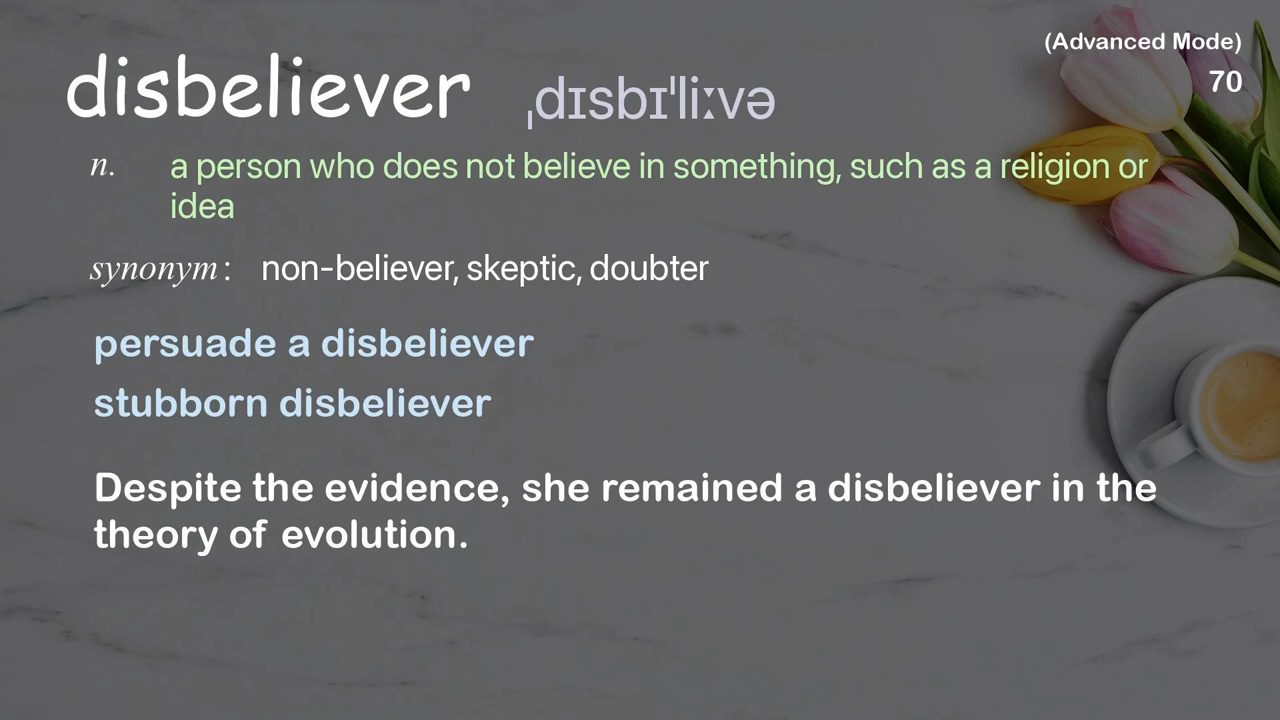 (Advanced Mode)
disbeliever ˌdɪsbɪˈliːvə
70
n. a person who does not believe in something, such as a religion or
idea
synonym: non-believer, skeptic, doubter
persuade a disbeliever
stubborn disbeliever
Despite the evidence, she remained a disbeliever in the
theory of evolution.